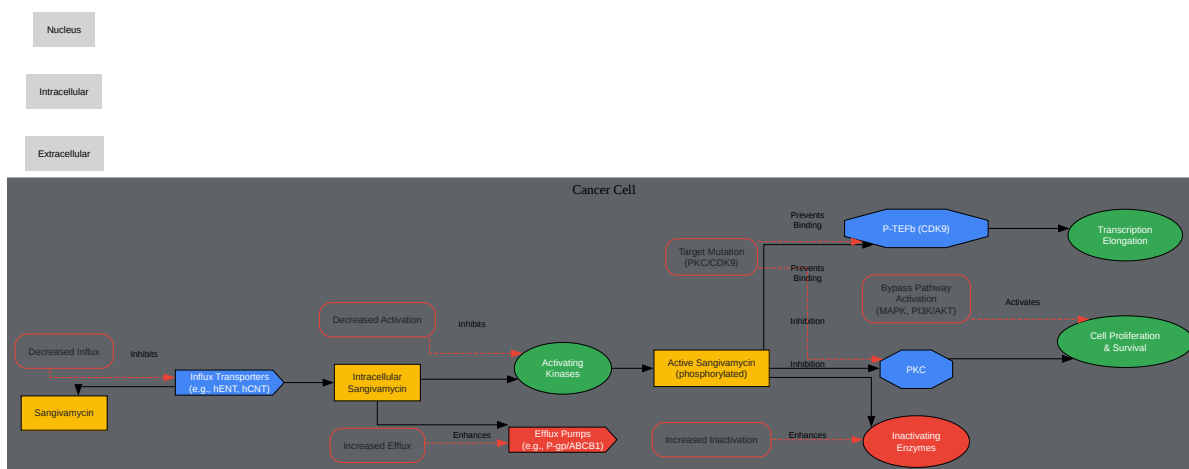 Nucleus
Intracellular
Extracellular
Cancer Cell
Prevents
Binding
P-TEFb (CDK9)
Transcription
Elongation
Target Mutation
(PKC/CDK9)
Prevents
Binding
Bypass Pathway
Activation
(MAPK, PI3K/AKT)
Activates
Decreased Activation
Inhibits
Inhibition
Cell Proliferation
& Survival
Decreased Influx
Inhibits
Activating
Kinases
Inhibition
Influx Transporters
(e.g., hENT, hCNT)
Intracellular
Sangivamycin
Active Sangivamycin
(phosphorylated)
PKC
Sangivamycin
Increased Efflux
Enhances
Efflux Pumps
(e.g., P-gp/ABCB1)
Increased Inactivation
Enhances
Inactivating
Enzymes